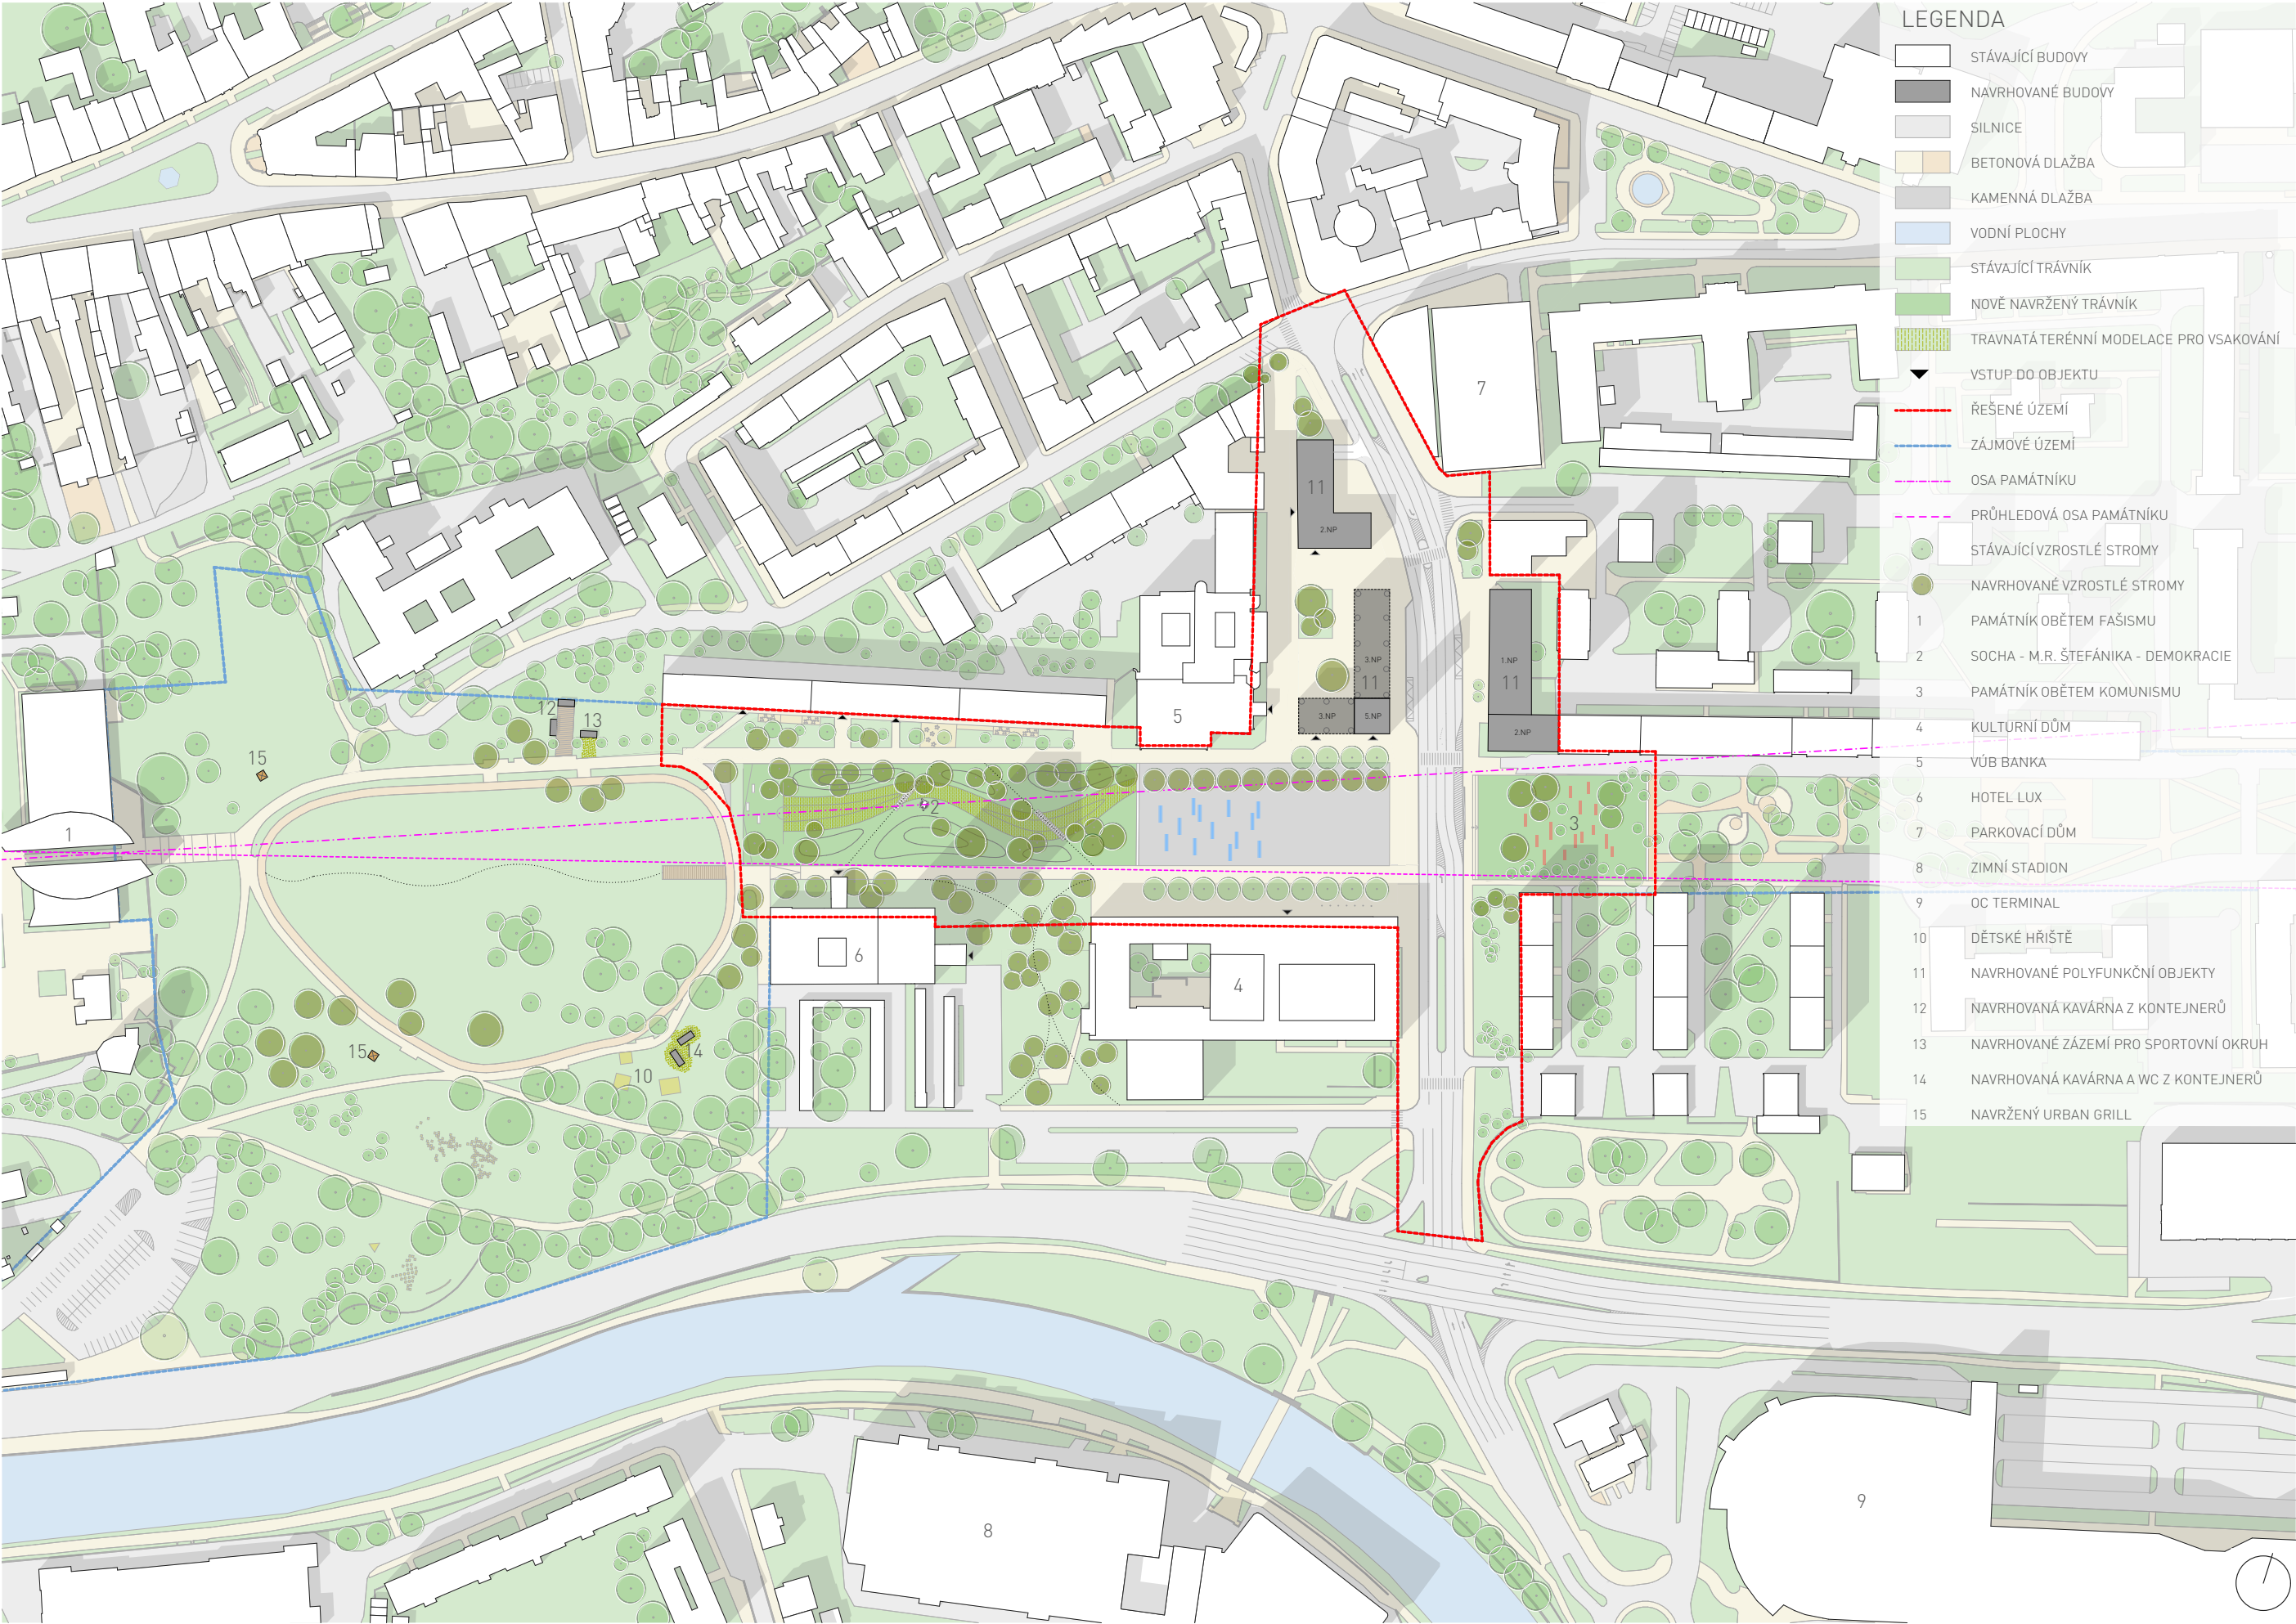 LEGENDA
STÁVAJÍCÍ BUDOVY
NAVRHOVANÉ BUDOVY
SILNICE
BETONOVÁ DLAŽBA
KAMENNÁ DLAŽBA
VODNÍ PLOCHY
STÁVAJÍCÍ TRÁVNÍK
NOVĚ NAVRŽENÝ TRÁVNÍK
TRAVNATÁ TERÉNNÍ MODELACE PRO VSAKOVÁNÍ
VSTUP DO OBJEKTU
ŘEŠENÉ ÚZEMÍ
ZÁJMOVÉ ÚZEMÍ
OSA PAMÁTNÍKU
PRŮHLEDOVÁ OSA PAMÁTNÍKU
STÁVAJÍCÍ VZROSTLÉ STROMY
NAVRHOVANÉ VZROSTLÉ STROMY
1 PAMÁTNÍK OBĚTEM FAŠISMU
2 SOCHA - M.R. ŠTEFÁNIKA - DEMOKRACIE
3 PAMÁTNÍK OBĚTEM KOMUNISMU
4 KULTURNÍ DŮM
5 VÚB BANKA
6 HOTEL LUX
7 PARKOVACÍ DŮM
8 ZIMNÍ STADION
9 OC TERMINAL
10 DĚTSKÉ HŘIŠTĚ
11 NAVRHOVANÉ POLYFUNKČNÍ OBJEKTY
12 NAVRHOVANÁ KAVÁRNA Z KONTEJNERŮ
13 NAVRHOVANÉ ZÁZEMÍ PRO SPORTOVNÍ OKRUH
14 NAVRHOVANÁ KAVÁRNA A WC Z KONTEJNERŮ
15 NAVRŽENÝ URBAN GRILL
7
11
2.NP
3.NP
11
3.NP
5.NP
1.NP
11
2.NP
5
12
13
15
2
3
1
6
4
15
14
10
8
9